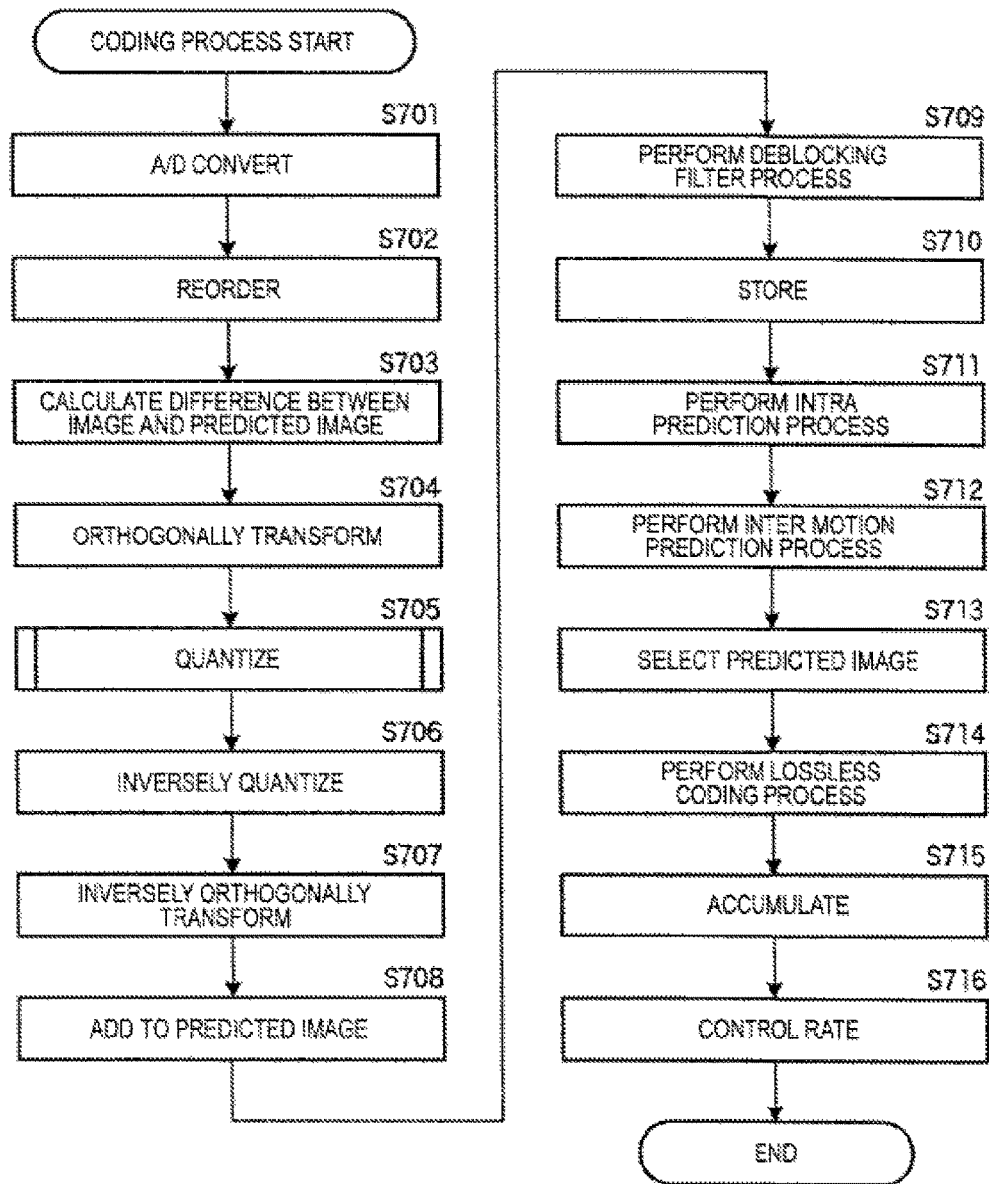 CODING PROCESS START
S701
A/D CONVERT
S702
REORDER
S703
CALCULATE DIFFERENCE BETWEEN
IMAGE AND PREDICTED IMAGE
S704
ORTHOGONALLY TRANSFORM
S705
QUANTIZE
S706
INVERSELY QUANTIZE
S707
INVERSELY ORTHOGONALLY
TRANSFORM
S708
ADD TO PREDICTED IMAGE
S709
PERFORM DEBLOCKING
FILTER PROCESS
S710
STORE
S711
PERFORM INTRA
PREDICTION PROCESS
S712
PERFORM INTER MOTION
PREDICTION PROCESS
S713
SELECT PREDICTED IMAGE
S714
PERFORM LOSSLESS
CODING PROCESS
S715
ACCUMULATE
S716
CONTROL RATE
END